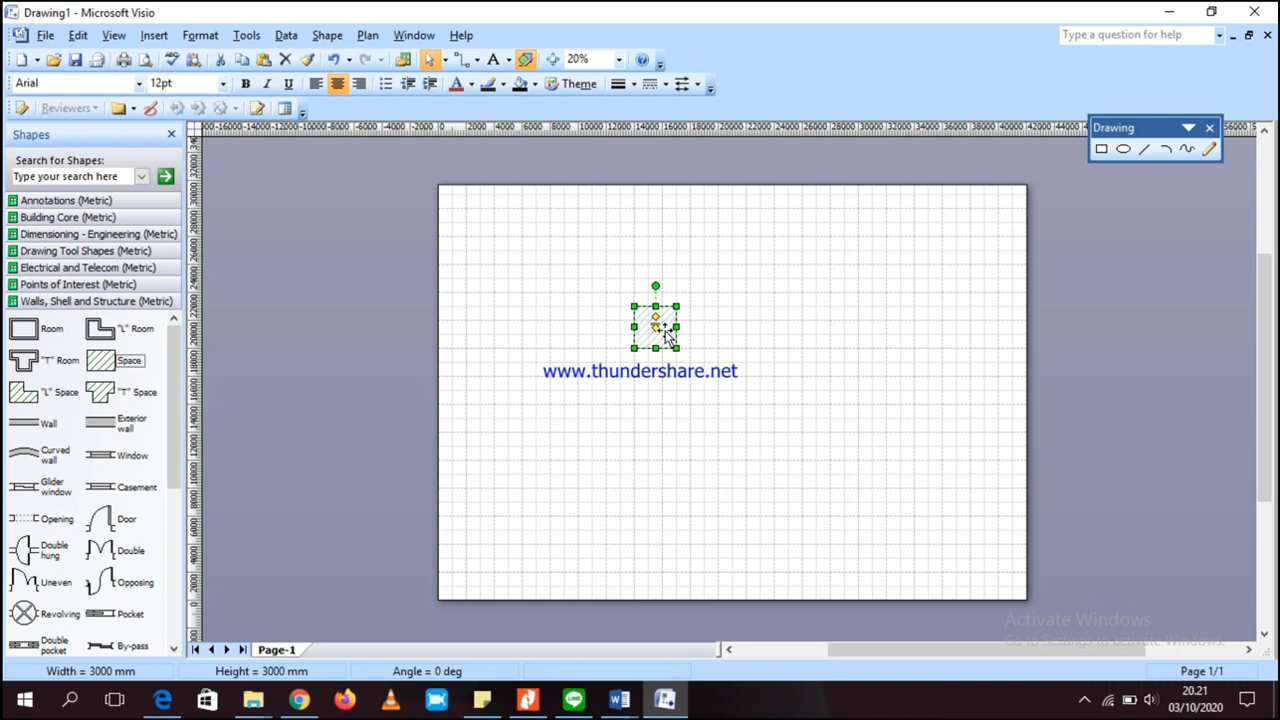 Drawing1 - Microsoft Visio
File Edit View Insert Format Tools Data Shape Plan Window Help
Type a question for help
20%
Arial 12pt B I U A Theme
Reviewers
Shapes
Search for Shapes:
Type your search here
Annotations (Metric)
Building Core (Metric)
Dimensioning - Engineering (Metric)
Drawing Tool Shapes (Metric)
Electrical and Telecom (Metric)
Points of Interest (Metric)
Walls, Shell and Structure (Metric)
Room "L" Room
"T" Room Space
"L" Space "T" Space
Wall Exterior wall
Curved wall Window
Glider window Casement
Opening Door
Double hung Double
Uneven Opposing
Revolving Pocket
Double pocket By-pass
Drawing
www.thundershare.net
Activate Windows
Go to Settings to activate Windows.
Page-1
Width = 3000 mm Height = 3000 mm Angle = 0 deg Page 1/1
20.21
03/10/2020